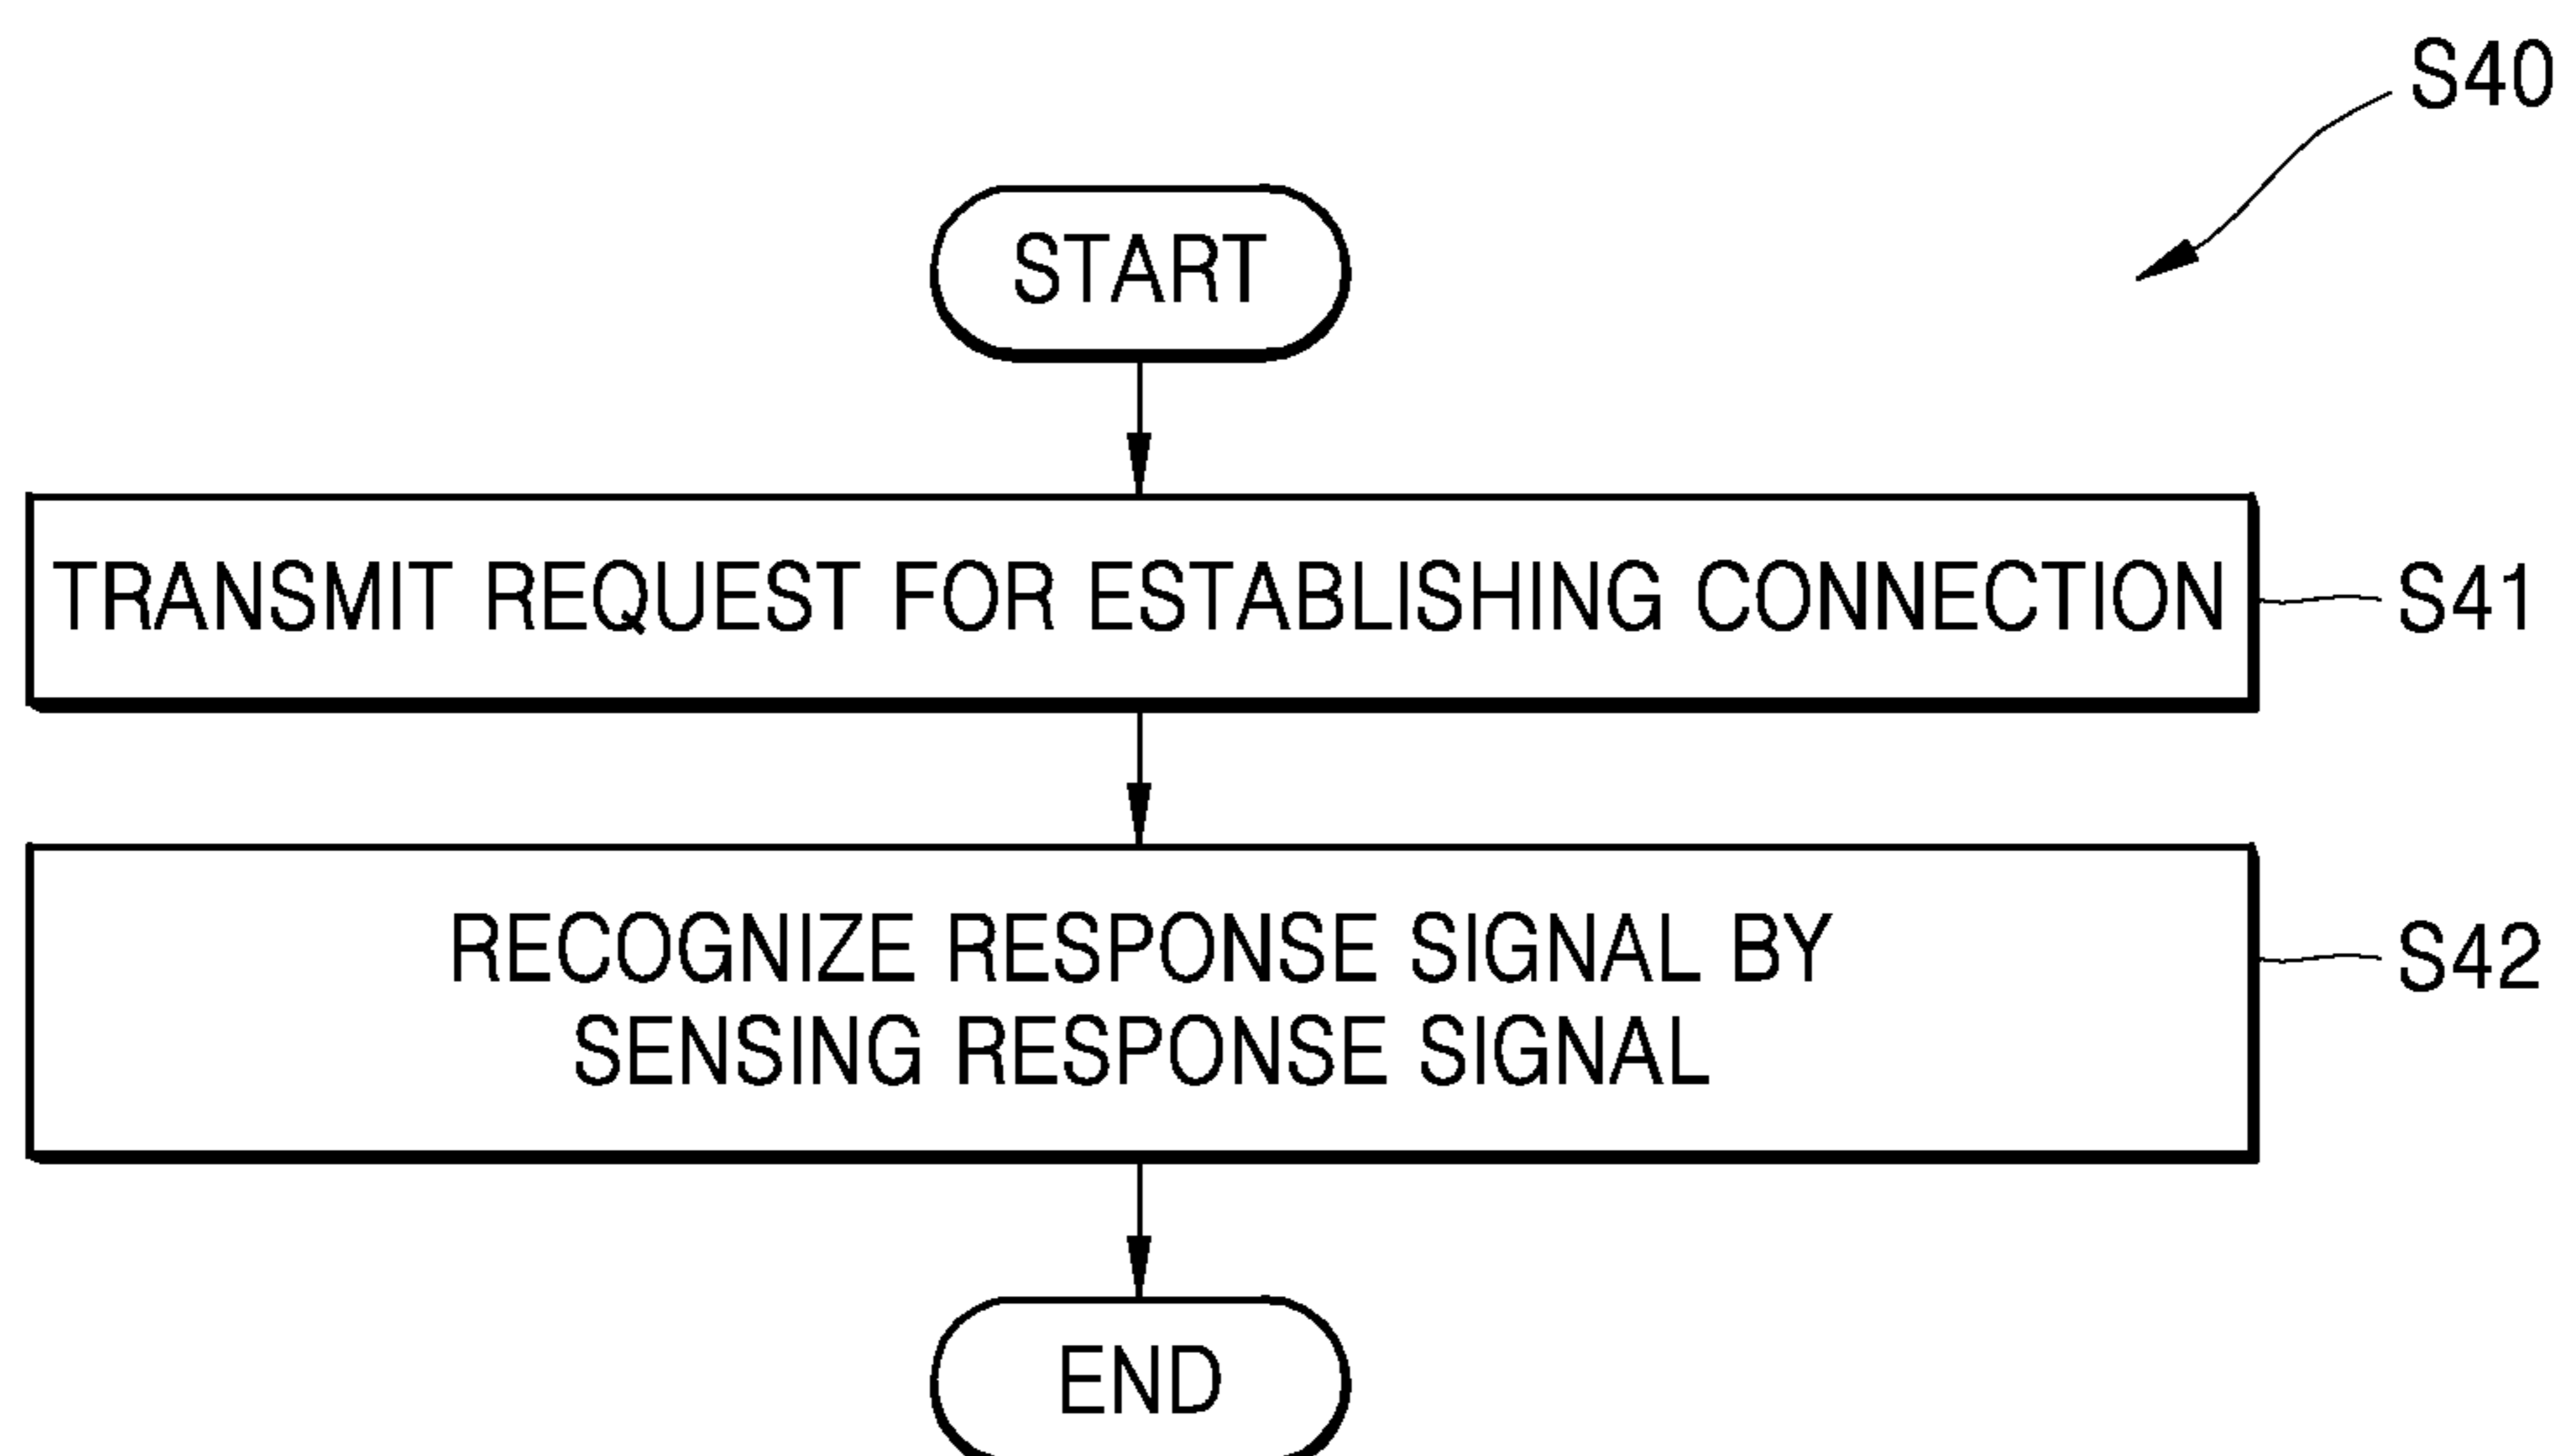 S40
START
TRANSMIT REQUEST FOR ESTABLISHING CONNECTION
S41
RECOGNIZE RESPONSE SIGNAL BY
SENSING RESPONSE SIGNAL
S42
END